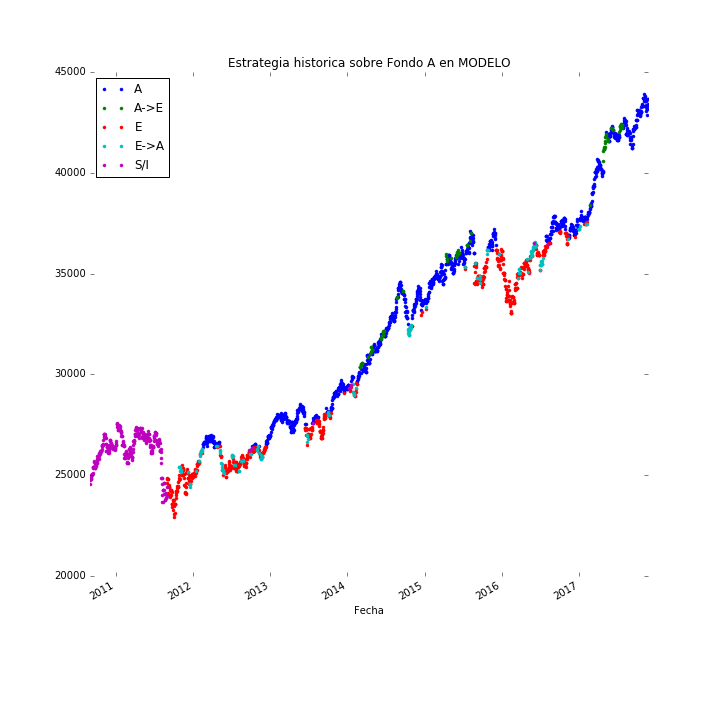 Estrategia historica sobre Fondo A en MODELO
45000
40000
35000
30000
25000
20000
A
A->E
E
E->A
S/I
2011
2012
2013
2014
2015
2016
2017
Fecha